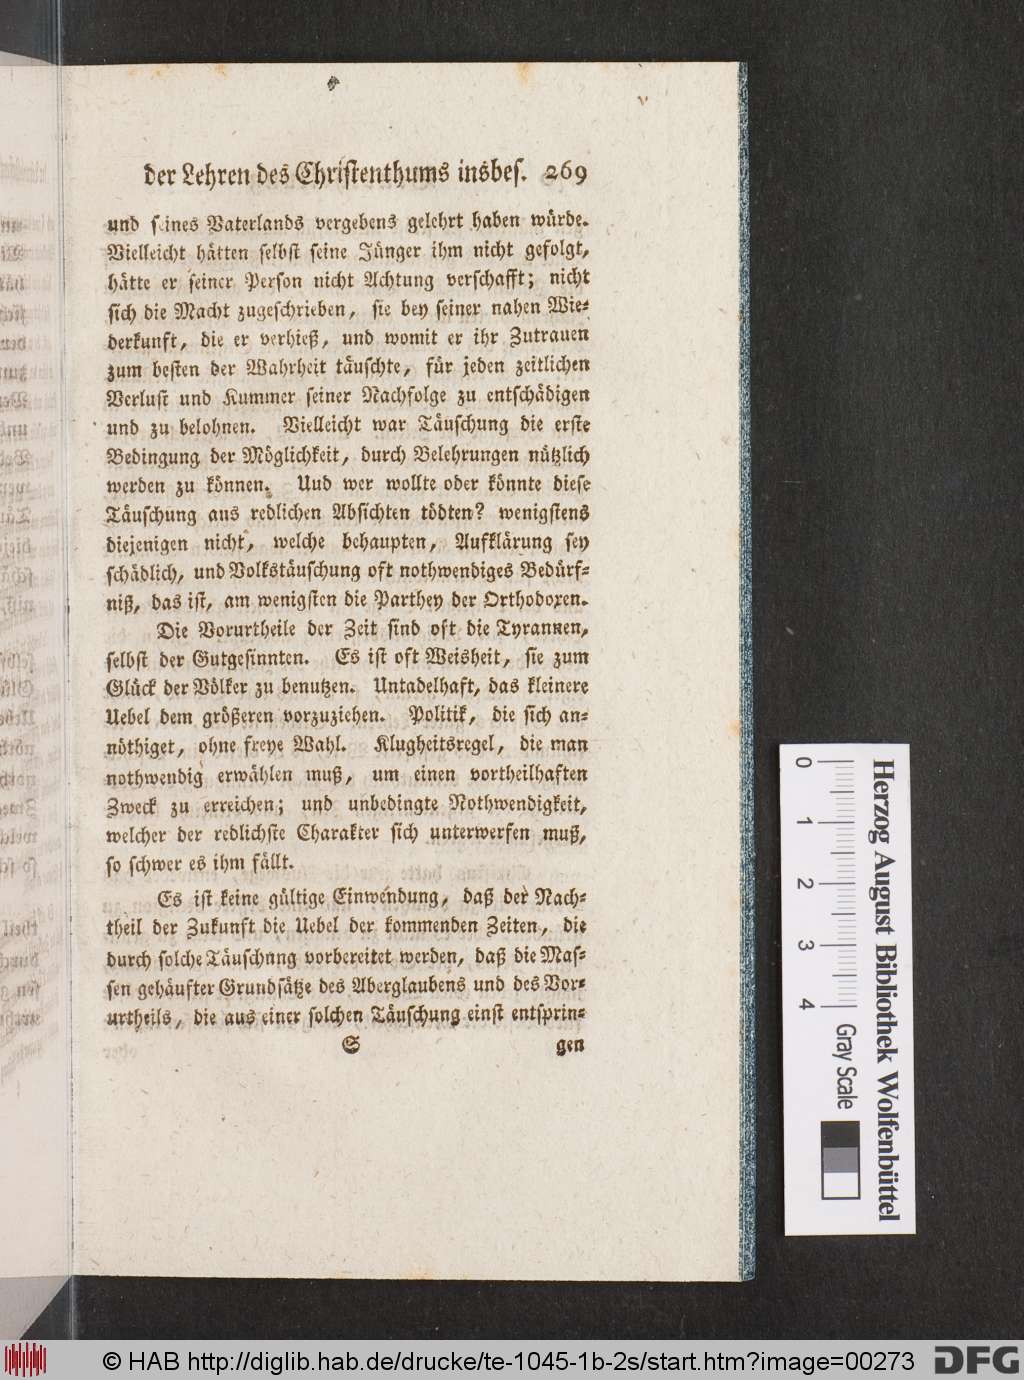 der Lehren des Christenthums insbes. 269
und seines Vaterlands vergebens gelehrt haben würde.
Vielleicht hätten selbst seine Jünger ihm nicht gefolgt,
hätte er seiner Person nicht Achtung verschafft; nicht
sich die Macht zugeschrieben, sie bey seiner nahen Wie-
derkunft, die er verhieß, und womit er ihr Zutrauen
zum besten der Wahrheit täuschte, für jeden zeitlichen
Verlust und Kummer seiner Nachfolge zu entschädigen
und zu belohnen. Vielleicht war Täuschung die erste
Bedingung der Möglichkeit, durch Belehrungen nützlich
werden zu können. Uud wer wollte oder könnte diese
Täuschung aus redlichen Absichten tödten? wenigstens
diejenigen nicht, welche behaupten, Aufklärung sey
schädlich, und Volkstäuschung oft nothwendiges Bedürf-
niß, das ist, am wenigsten die Parthey der Orthodoxen.
Die Vorurtheile der Zeit sind oft die Tyrannen,
selbst der Gutgesinnten. Es ist oft Weisheit, sie zum
Glück der Völker zu benutzen. Untadelhaft, das kleinere
Uebel dem größeren vorzuziehen. Politik, die sich an-
nöthiget, ohne freye Wahl. Klugheitsregel, die man
nothwendig erwählen muß, um einen vortheilhaften
Zweck zu erreichen; und unbedingte Nothwendigkeit,
welcher der redlichste Charakter sich unterwerfen muß,
so schwer es ihm fällt.
Es ist keine gültige Einwendung, daß der Nach-
theil der Zukunft die Uebel der kommenden Zeiten, die
durch solche Täuschung vorbereitet werden, daß die Mas-
sen gehäufter Grundsätze des Aberglaubens und des Vor-
urtheils, die aus einer solchen Täuschung einst entsprin-
S gen
0 1 2 3 4 Gray Scale
Herzog August Bibliothek Wolfenbüttel
© HAB http://diglib.hab.de/drucke/te-1045-1b-2s/start.htm?image=00273 DFG